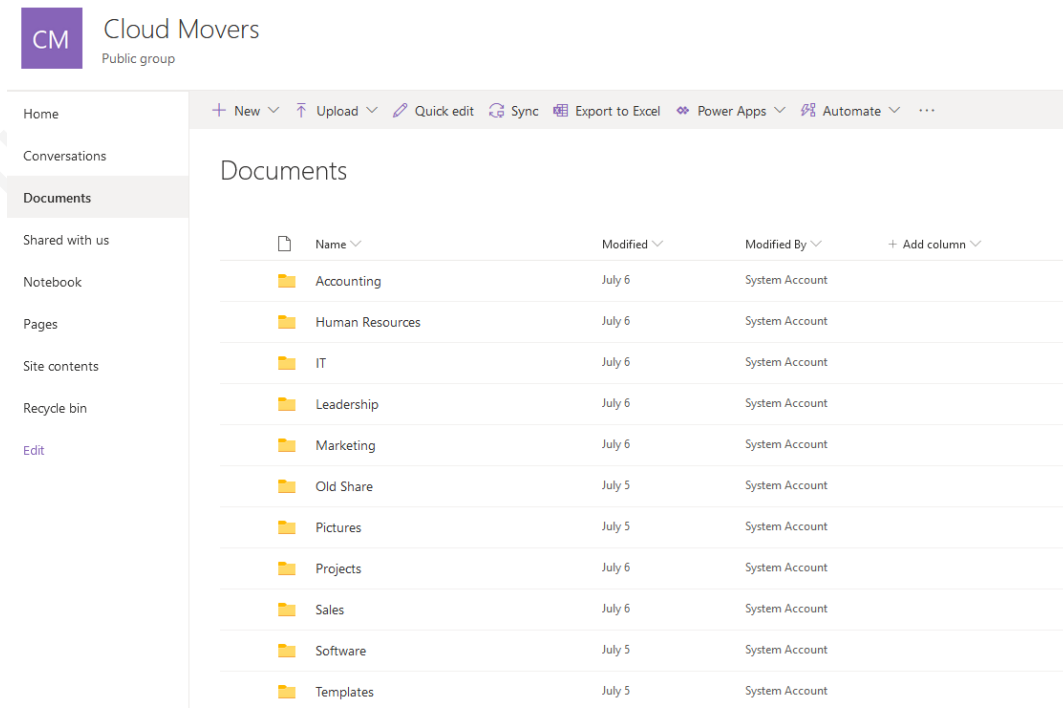 CM
Cloud Movers
Public group
Home
Conversations
Documents
Shared with us
Notebook
Pages
Site contents
Recycle bin
Edit
New Upload Quick edit Sync Export to Excel Power Apps Automate ···
Documents
Name Modified Modified By + Add column
Accounting July 6 System Account
Human Resources July 6 System Account
IT July 6 System Account
Leadership July 6 System Account
Marketing July 6 System Account
Old Share July 5 System Account
Pictures July 5 System Account
Projects July 6 System Account
Sales July 6 System Account
Software July 5 System Account
Templates July 5 System Account